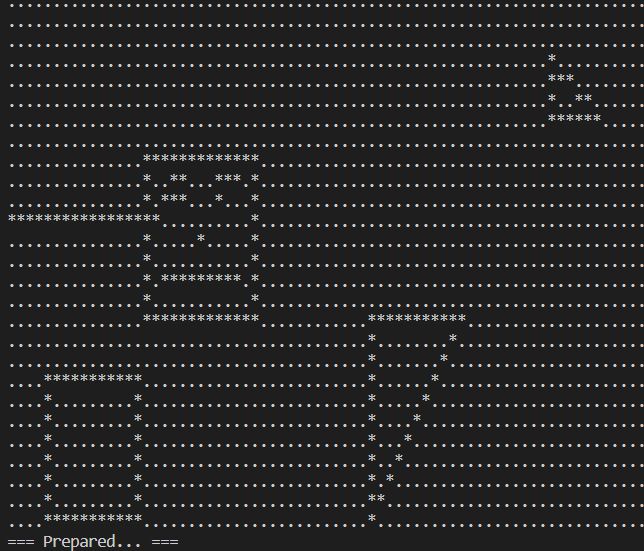 === Prepared... ===